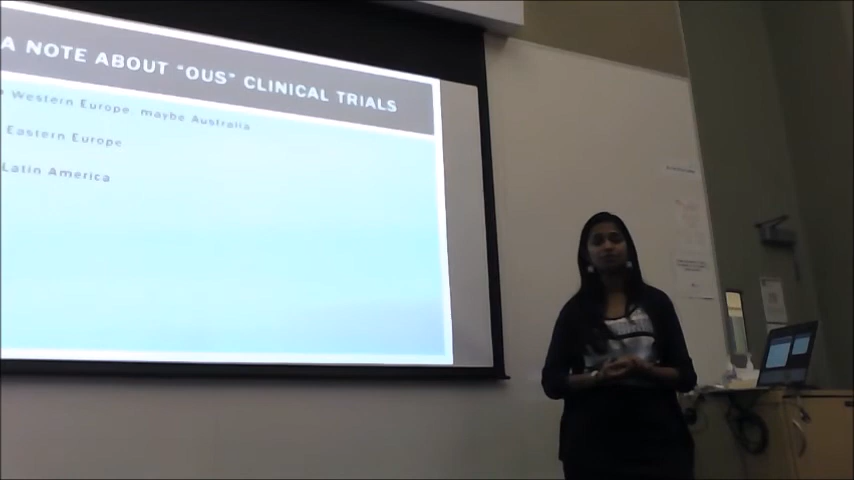 A NOTE ABOUT "OUS" CLINICAL TRIALS
Western Europe, maybe Australia
Eastern Europe
Latin America